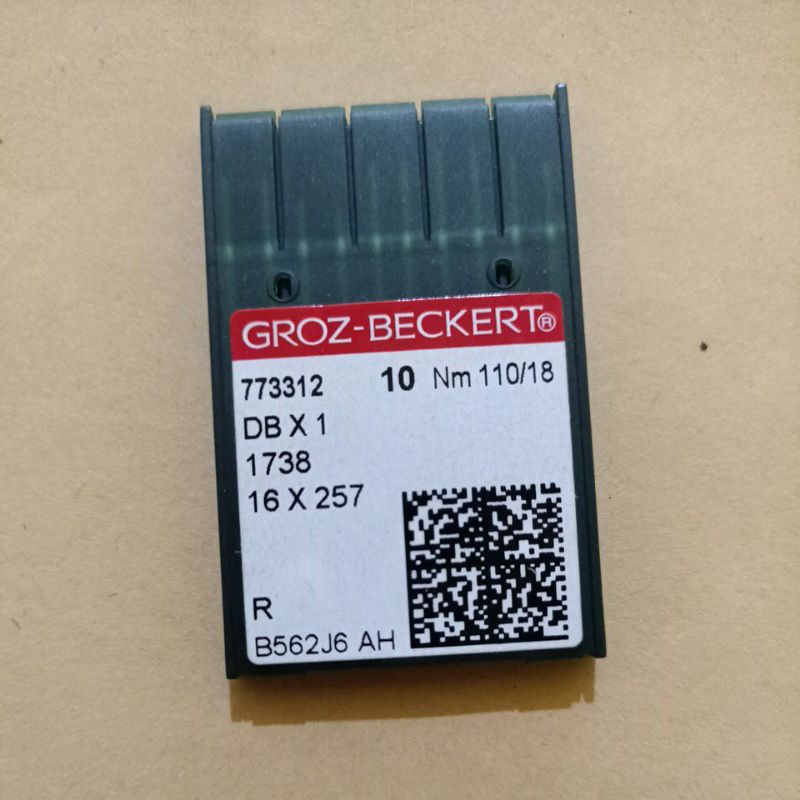 GROZ-BECKERT®
773312 10 Nm 110/18
DB X 1
1738
16 X 257
R
B562J6 AH